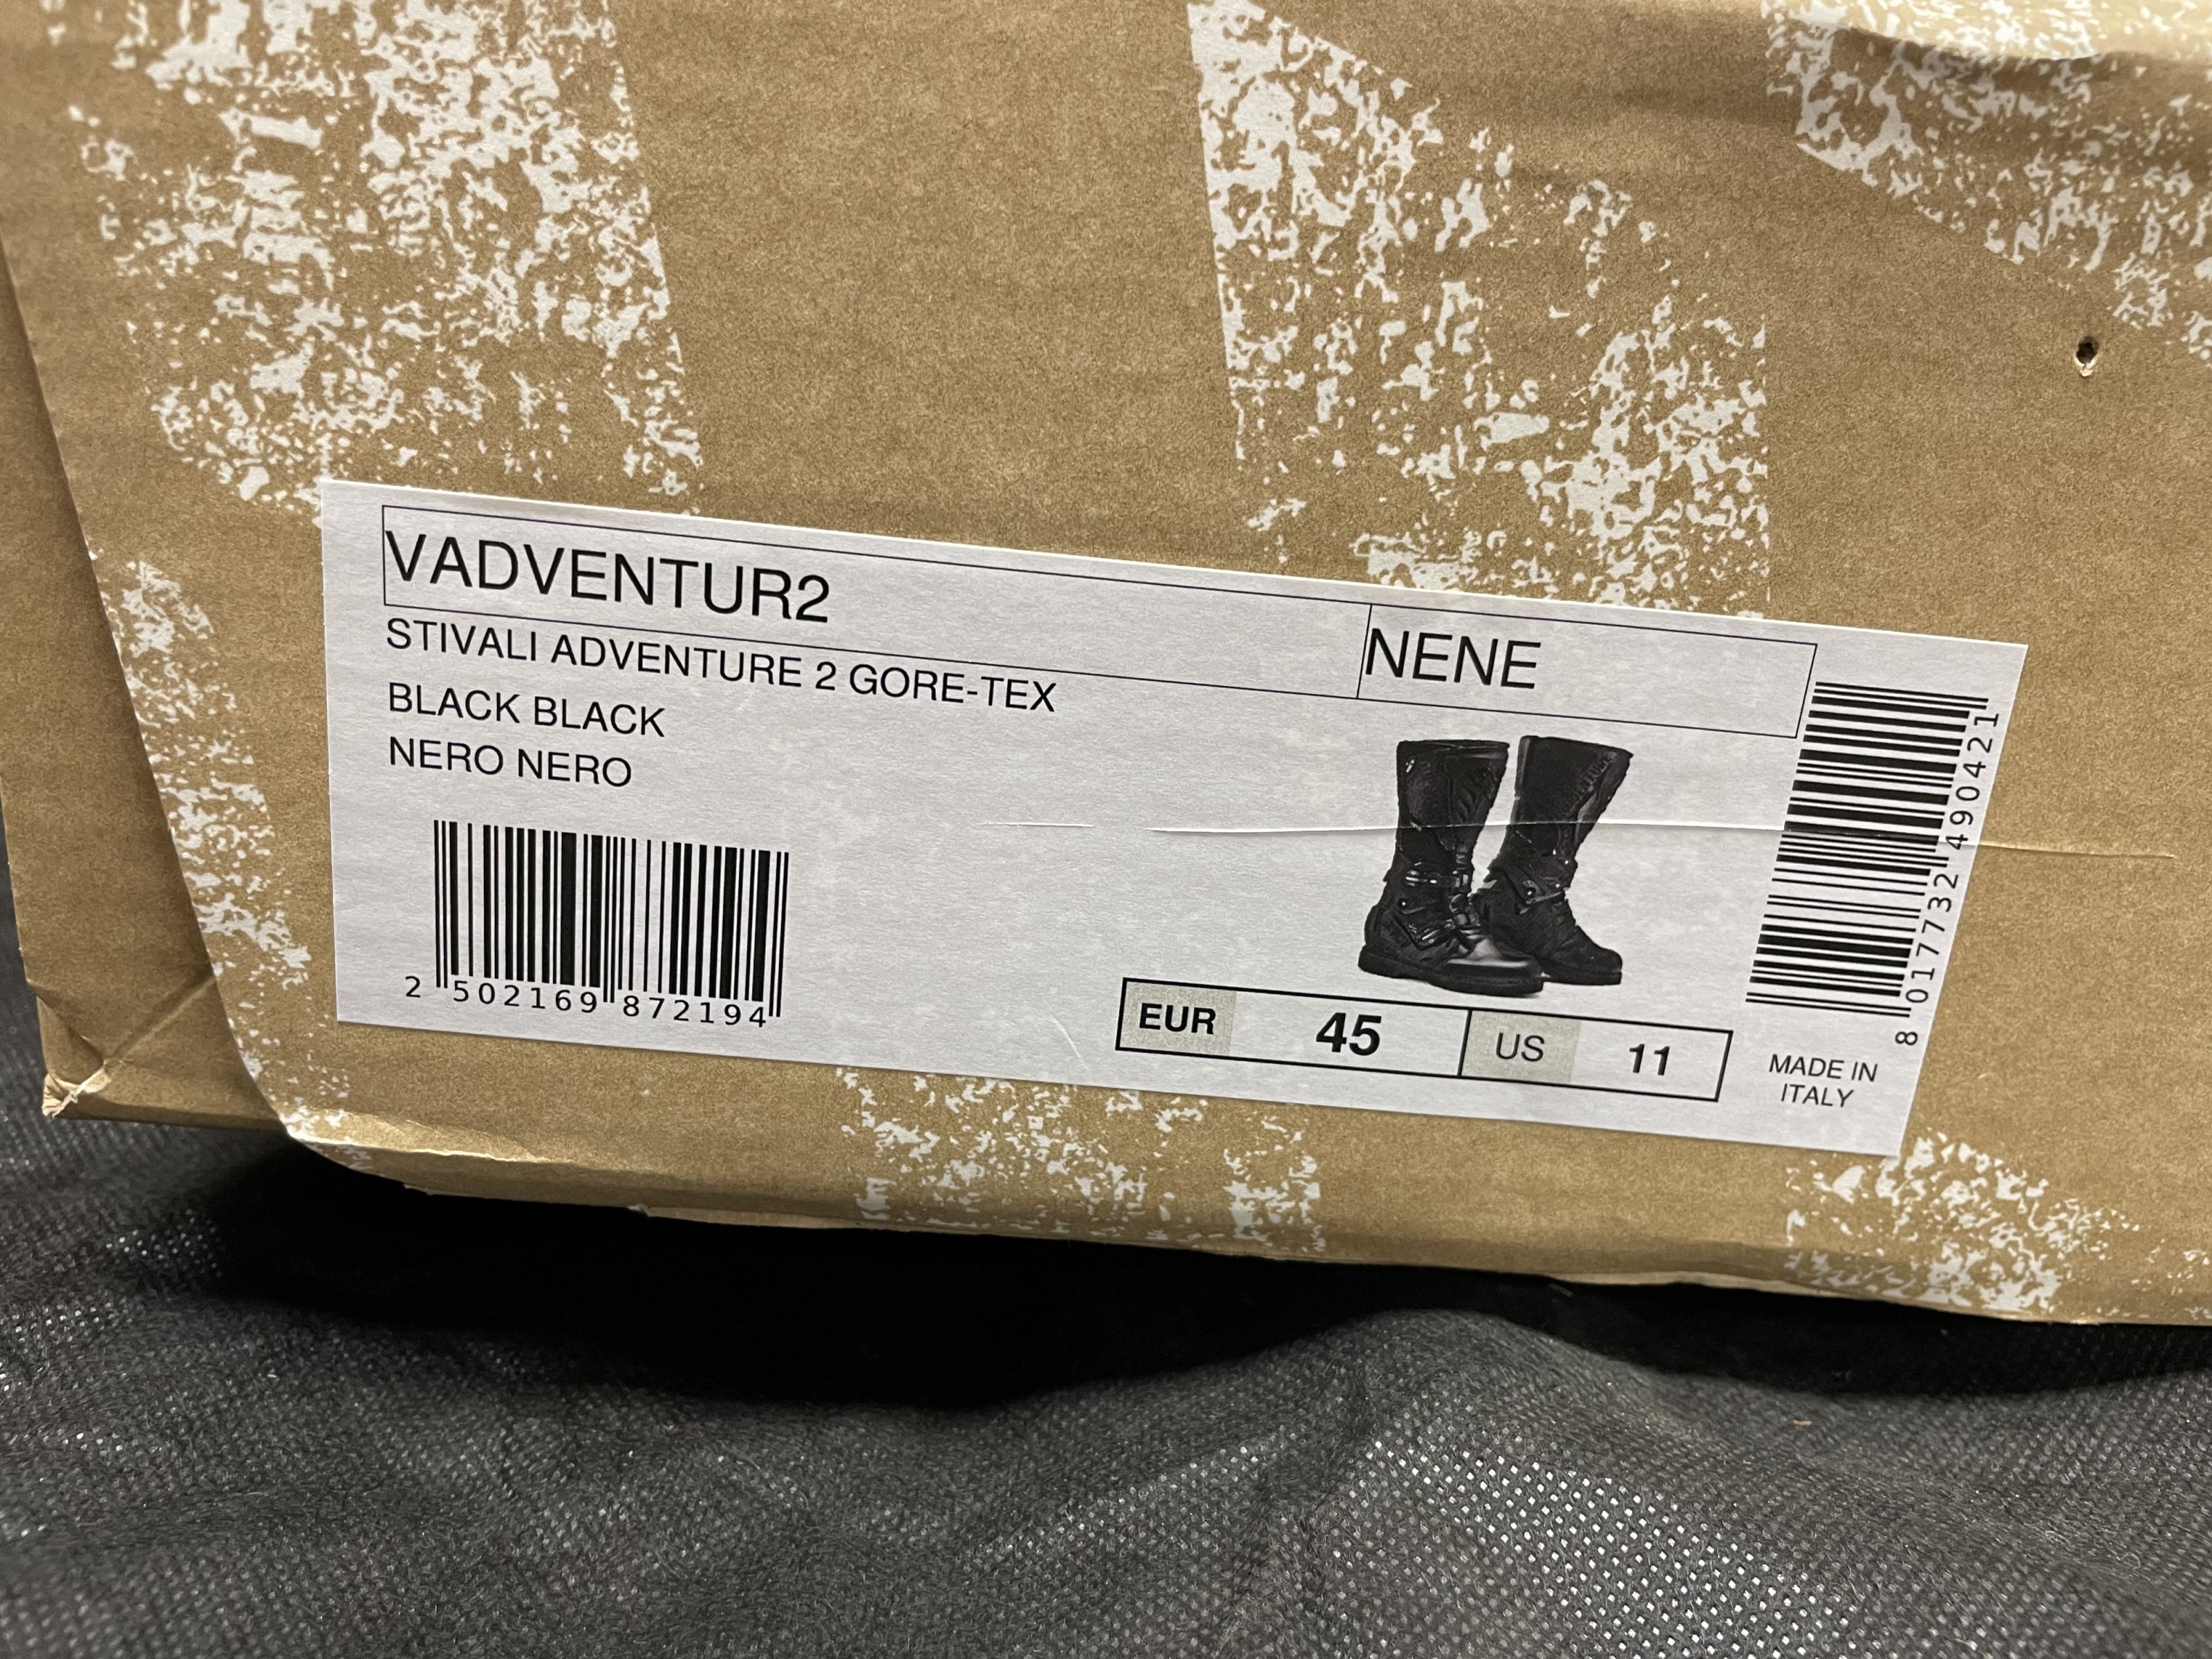 VADVENTUR2
NENE
STIVALI ADVENTURE 2 GORE-TEX
BLACK BLACK
NERO NERO
2 502169 872194
EUR 45 US 11
8 017732 490421
MADE IN
ITALY